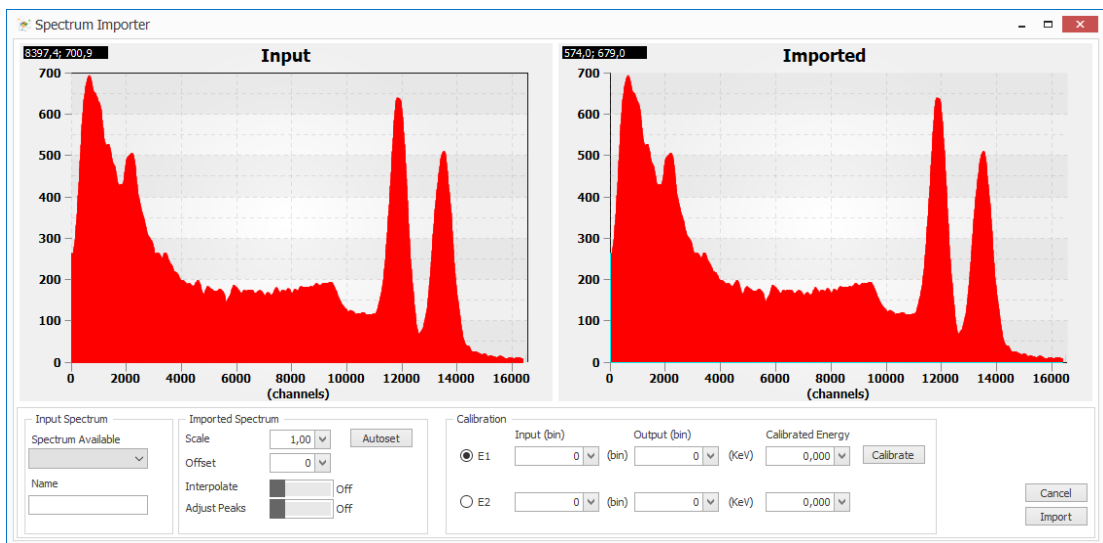 Spectrum Importer
8397,4; 700,9
Input
700
600
500
400
300
200
100
0
0 2000 4000 6000 8000 10000 12000 14000 16000
(channels)
574,0; 679,0
Imported
700
600
500
400
300
200
100
0
0 2000 4000 6000 8000 10000 12000 14000 16000
(channels)
Input Spectrum
Spectrum Available
Name
Imported Spectrum
Scale 1,00 Autoset
Offset 0
Interpolate Off
Adjust Peaks Off
Calibration
Input (bin) Output (bin) Calibrated Energy
E1 0 (bin) 0 (KeV) 0,000 Calibrate
E2 0 (bin) 0 (KeV) 0,000
Cancel
Import